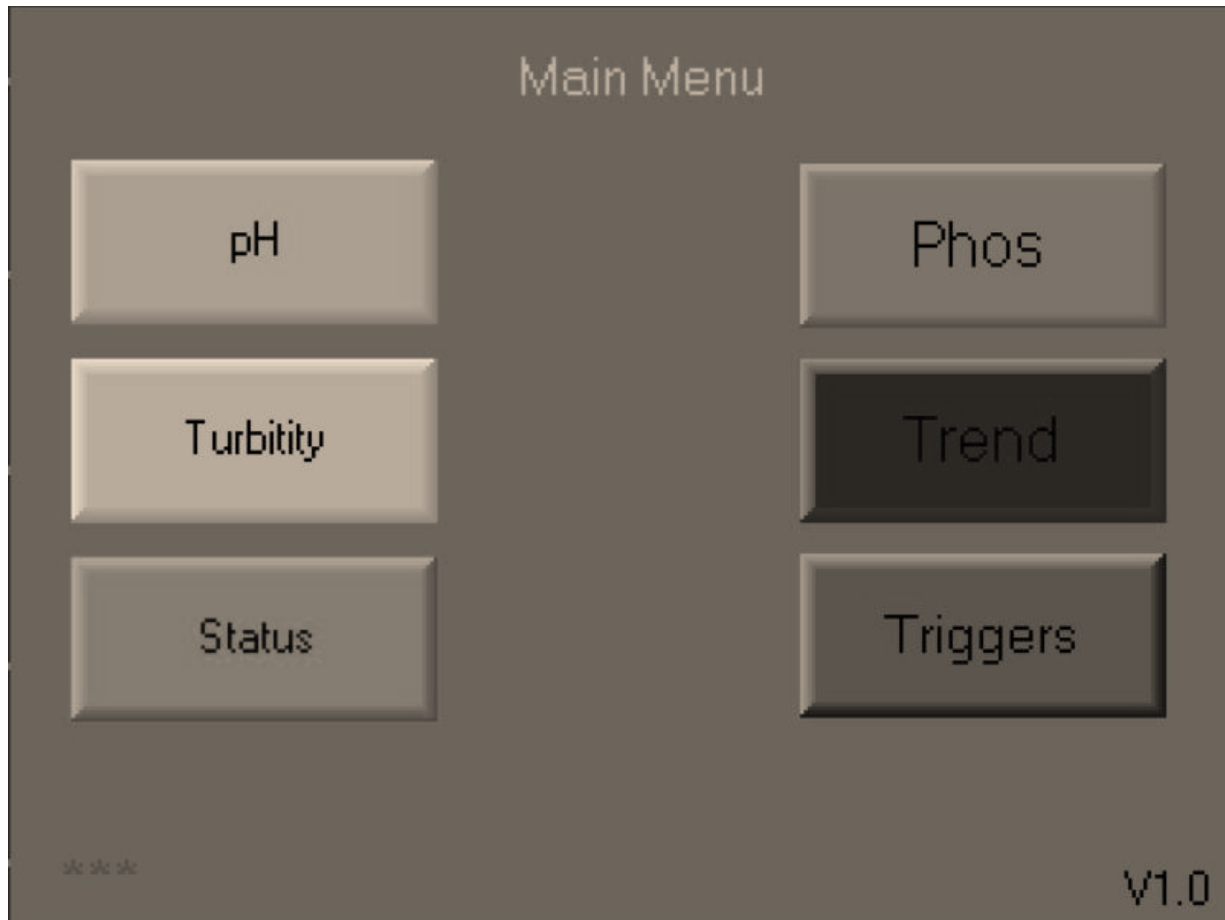 Main Menu
pH
Phos
Turbitity
Trend
Status
Triggers
***
V1.0